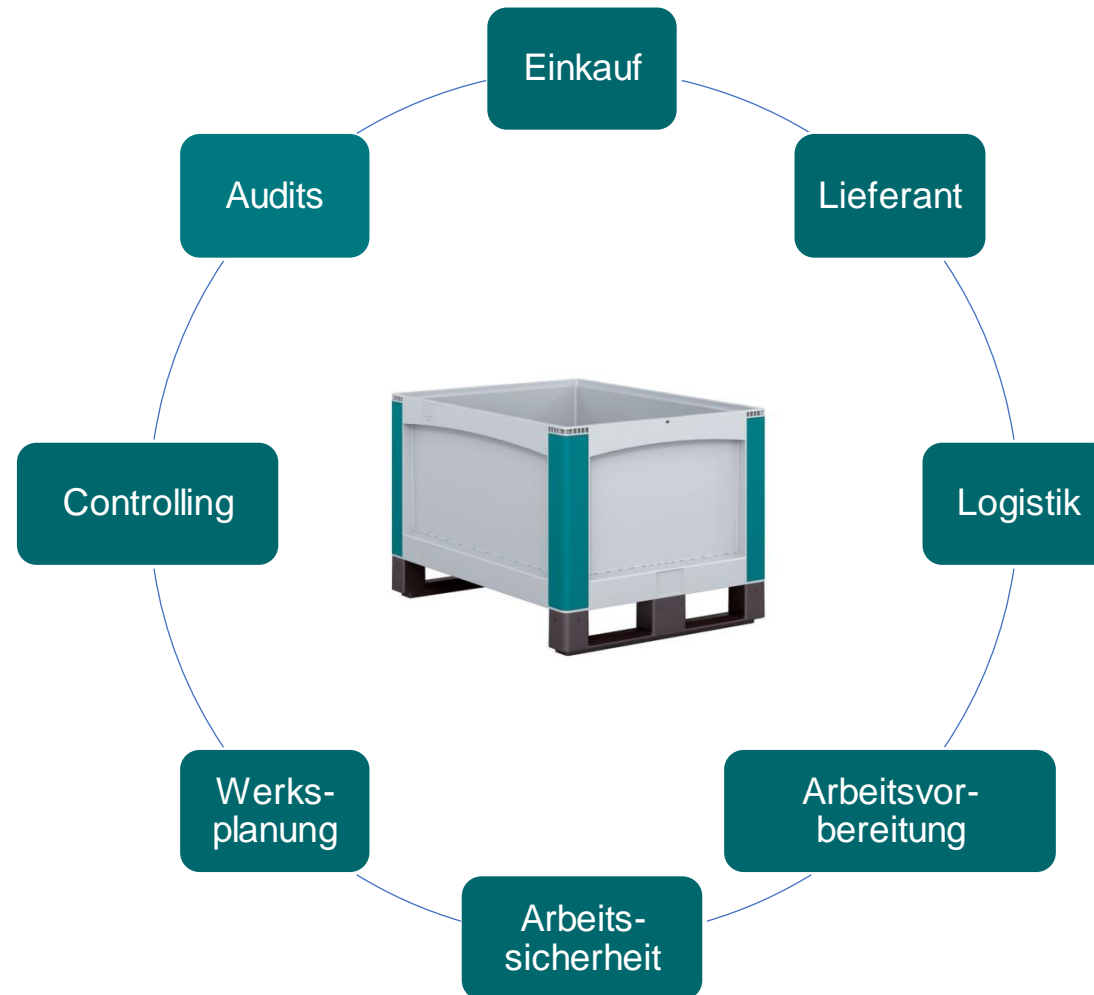 Einkauf
Lieferant
Logistik
Arbeitsvor-
bereitung
Arbeits-
sicherheit
Werks-
planung
Controlling
Audits